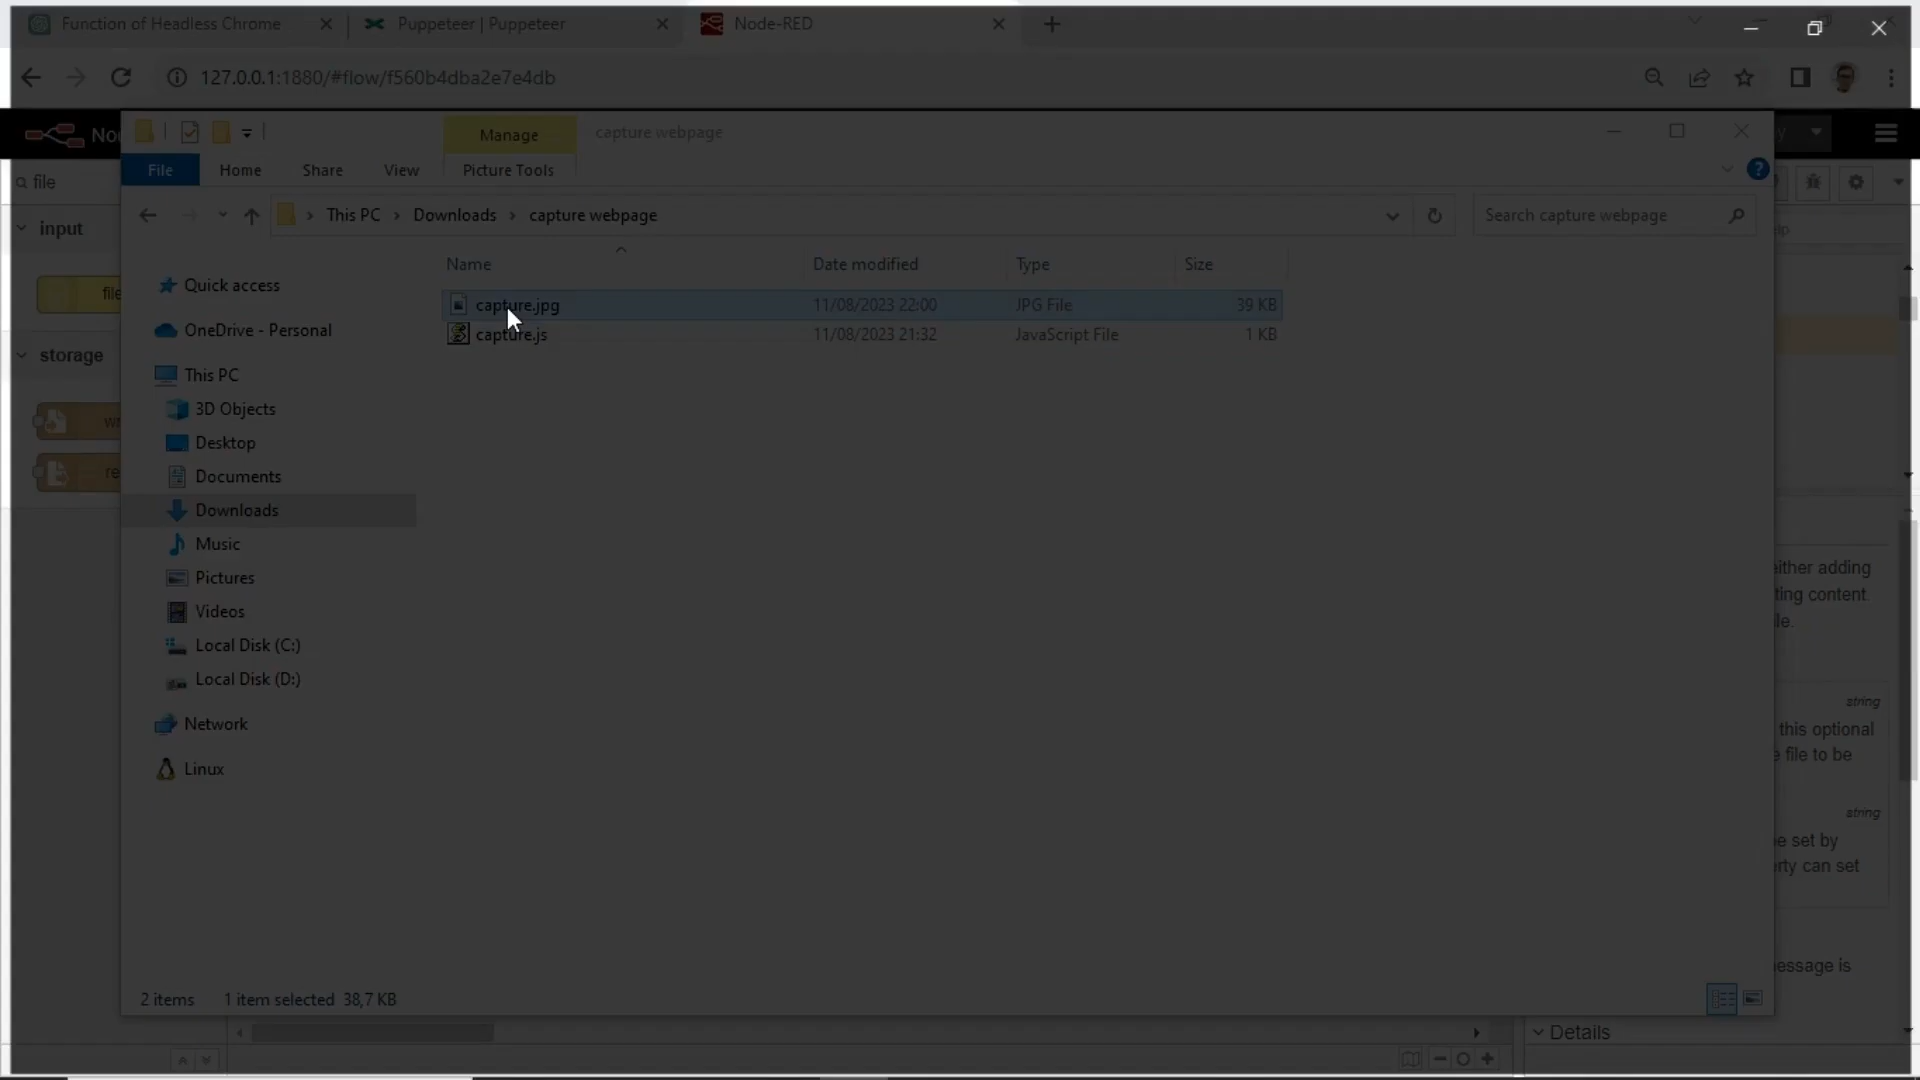 Function of Headless Chrome
Puppeteer | Puppeteer
Node-RED
127.0.0.1:1880/#flow/f560b4dba2e7e4db
Manage
capture webpage
File
Home
Share
View
Picture Tools
This PC > Downloads > capture webpage
Search capture webpage
file
input
storage
Name
Date modified
Type
Size
capture.jpg
11/08/2023 22:00
JPG File
39 KB
capture.js
11/08/2023 21:32
JavaScript File
1 KB
Quick access
OneDrive - Personal
This PC
3D Objects
Desktop
Documents
Downloads
Music
Pictures
Videos
Local Disk (C:)
Local Disk (D:)
Network
Linux
either adding
ting content.
string
this optional
file to be
string
e set by
rty can set
essage is
2 items
1 item selected 38,7 KB
Details